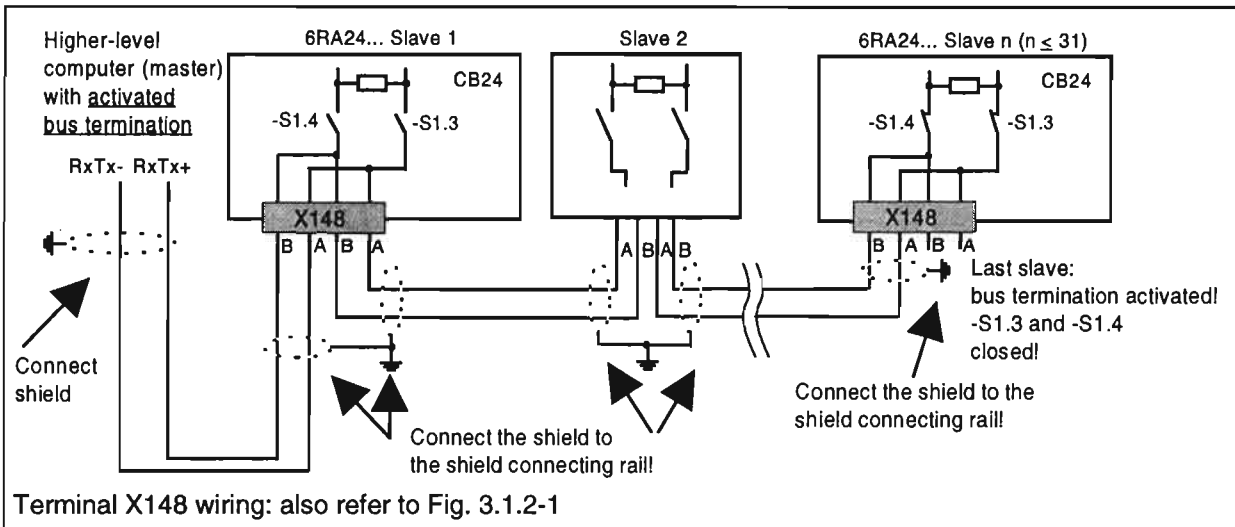 Higher-level
computer (master)
with activated
bus termination
RxTx- RxTx+
6RA24... Slave 1
CB24
-S1.4
-S1.3
X148
B A B A
Slave 2
A B A B
6RA24... Slave n (n ≤ 31)
CB24
-S1.4
-S1.3
X148
B A B A
Connect
shield
Connect the shield to
the shield connecting rail!
Last slave:
bus termination activated!
-S1.3 and -S1.4
closed!
Connect the shield to the
shield connecting rail!
Terminal X148 wiring: also refer to Fig. 3.1.2-1